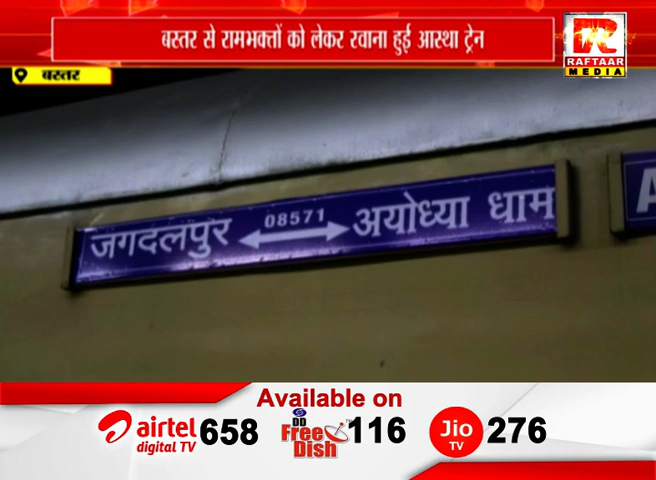 बस्तर से रामभक्तों को लेकर रवाना हुई आस्था ट्रेन
RAFTAAR
MEDIA
बस्तर
जगदलपुर 08571 अयोध्या धाम
A
Available on
airtel
digital TV
658
DD
Free
Dish
116
Jio
TV
276